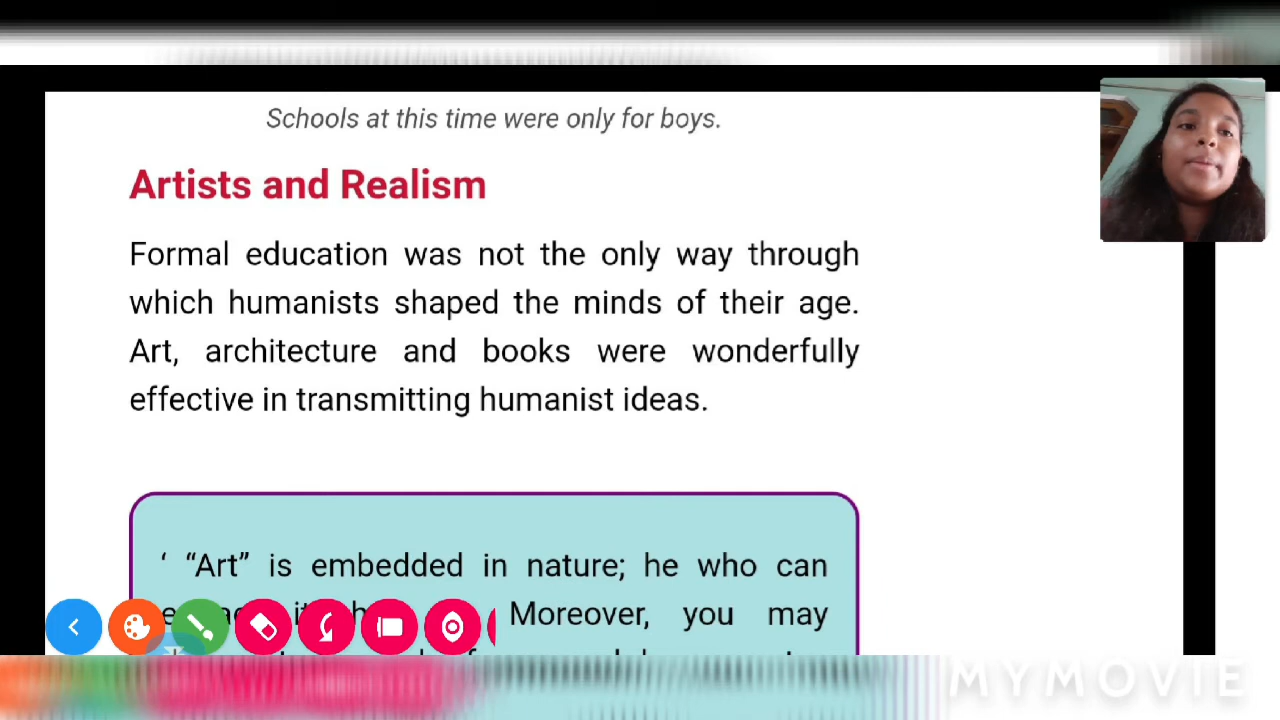 Schools at this time were only for boys.
Artists and Realism
Formal education was not the only way through
which humanists shaped the minds of their age.
Art, architecture and books were wonderfully
effective in transmitting humanist ideas.
‘ “Art” is embedded in nature; he who can
Moreover, you may
MYMOVIE